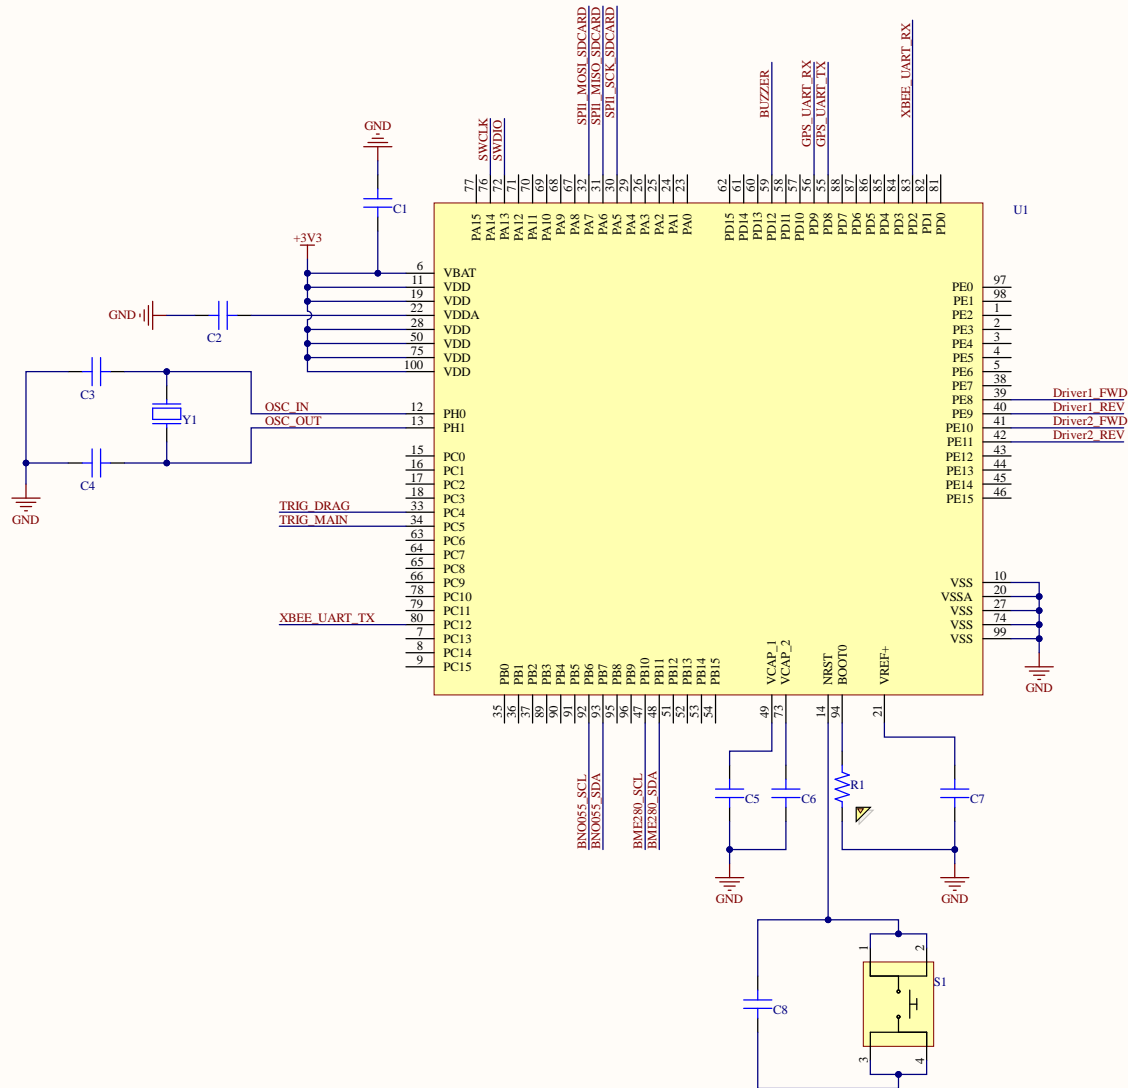 SPI1_MOSI_SDCARD
SPI1_MISO_SDCARD
SPI1_SCK_SDCARD
XBEE_UART_RX
BUZZER
GPS_UART_RX
GPS_UART_TX
SWCLK
SWDIO
GND
C1
+3V3
77 76 72 71 70 69 68 67 32 31 30 29 26 25 24 23
62 61 60 59 58 57 56 55 88 87 86 85 84 83 82 81
U1
PA15 PA14 PA13 PA12 PA11 PA10 PA9 PA8 PA7 PA6 PA5 PA4 PA3 PA2 PA1 PA0
PD15 PD14 PD13 PD12 PD11 PD10 PD9 PD8 PD7 PD6 PD5 PD4 PD3 PD2 PD1 PD0
6 VBAT
11 VDD
19 VDD
22 VDDA
28 VDD
50 VDD
75 VDD
100 VDD
GND
C2
C3
Y1
C4
GND
OSC_IN 12 PH0
OSC_OUT 13 PH1
15 PC0
16 PC1
17 PC2
18 PC3
TRIG_DRAG 33 PC4
TRIG_MAIN 34 PC5
63 PC6
64 PC7
65 PC8
66 PC9
78 PC10
79 PC11
XBEE_UART_TX 80 PC12
7 PC13
8 PC14
9 PC15
PE0 97
PE1 98
PE2 1
PE3 2
PE4 3
PE5 4
PE6 5
PE7 38
PE8 39 Driver1_FWD
PE9 40 Driver1_REV
PE10 41 Driver2_FWD
PE11 42 Driver2_REV
PE12 43
PE13 44
PE14 45
PE15 46
VSS 10
VSSA 20
VSS 27
VSS 74
VSS 99
GND
PB0 PB1 PB2 PB3 PB4 PB5 PB6 PB7 PB8 PB9 PB10 PB11 PB12 PB13 PB14 PB15
VCAP_1 VCAP_2 NRST BOOT0 VREF+
35 36 37 89 90 91 92 93 95 96 47 48 51 52 53 54
49 73 14 94 21
BNO055_SCL
BNO055_SDA
BME280_SCL
BME280_SDA
C5
C6
R1
C7
GND
GND
1 2
S1
C8
3 4